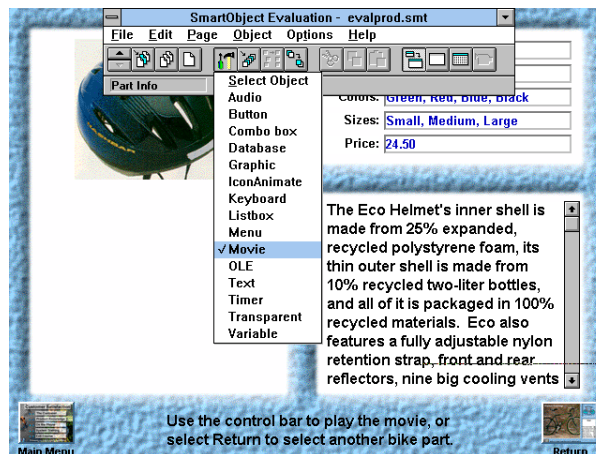 SmartObject Evaluation - evalprod.smt
File Edit Page Object Options Help
Part Info
Select Object
Audio
Button
Combo box
Database
Graphic
IconAnimate
Keyboard
Listbox
Menu
√ Movie
OLE
Text
Timer
Transparent
Variable
Colors: Green, Red, Blue, Black
Sizes: Small, Medium, Large
Price: 24.50
The Eco Helmet's inner shell is
made from 25% expanded,
recycled polystyrene foam, its
thin outer shell is made from
10% recycled two-liter bottles,
and all of it is packaged in 100%
recycled materials. Eco also
features a fully adjustable nylon
retention strap, front and rear
reflectors, nine big cooling vents
Use the control bar to play the movie, or
select Return to select another bike part.
Main Menu
Return